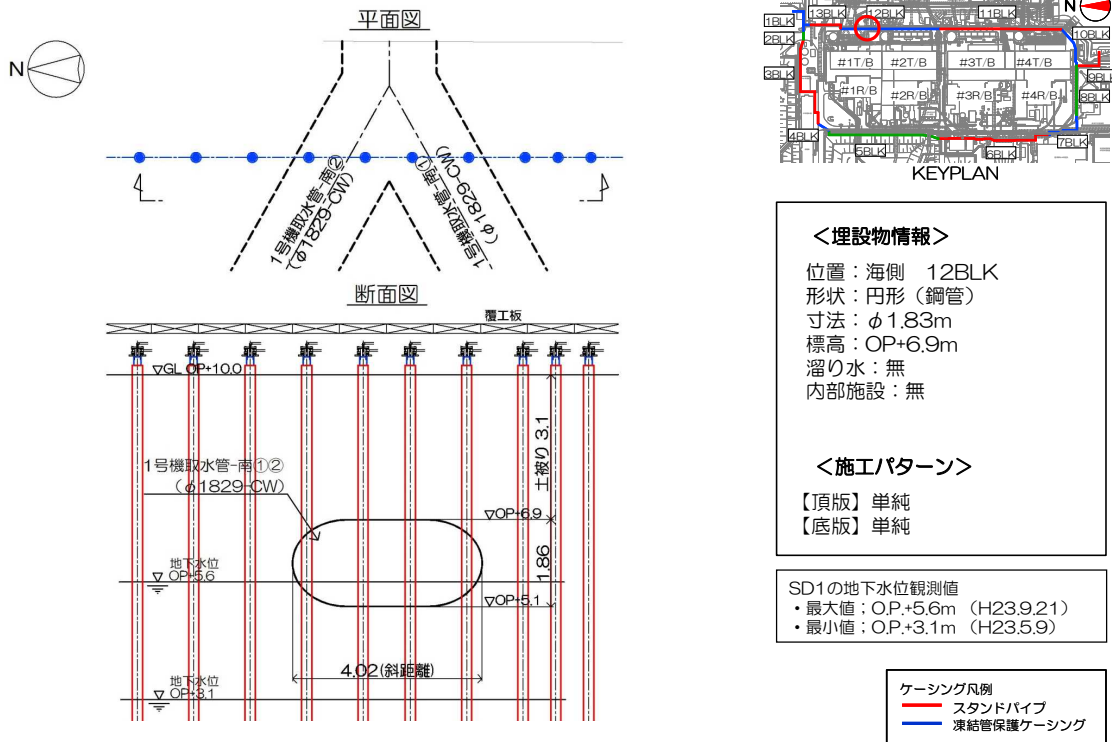 平面図
N
1号機取水管-南②
(φ1829-CW)
1号機取水管-南①
(φ1829-CW)
断面図
覆工板
▽GL OP+10.0
土被り 3.1
1号機取水管-南①②
(φ1829-CW)
▽OP+6.9
1.86
地下水位
▽ OP+5.6
▽OP+5.1
4.02(斜距離)
地下水位
▽ OP+3.1
1BLK
13BLK
12BLK
11BLK
N
2BLK
10BLK
3BLK
#1T/B
#2T/B
#3T/B
#4T/B
9BLK
#1R/B
#2R/B
#3R/B
#4R/B
8BLK
4BLK
5BLK
6BLK
7BLK
KEYPLAN
＜埋設物情報＞
位置：海側 12BLK
形状：円形（鋼管）
寸法：φ1.83m
標高：OP+6.9m
溜り水：無
内部施設：無
＜施工パターン＞
【頂版】単純
【底版】単純
SD1の地下水位観測値
・最大値；O.P.+5.6m （H23.9.21）
・最小値；O.P.+3.1m （H23.5.9）
ケーシング凡例
スタンドパイプ
凍結管保護ケーシング